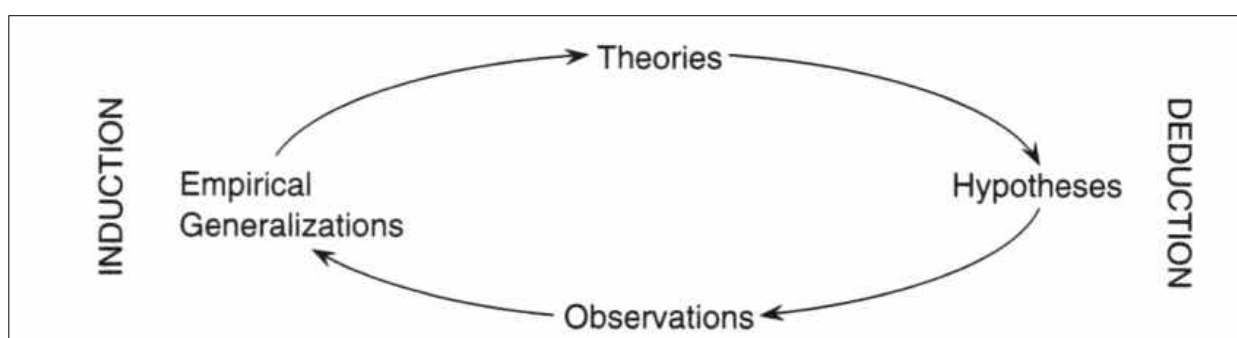 Theories
INDUCTION
DEDUCTION
Empirical
Generalizations
Hypotheses
Observations